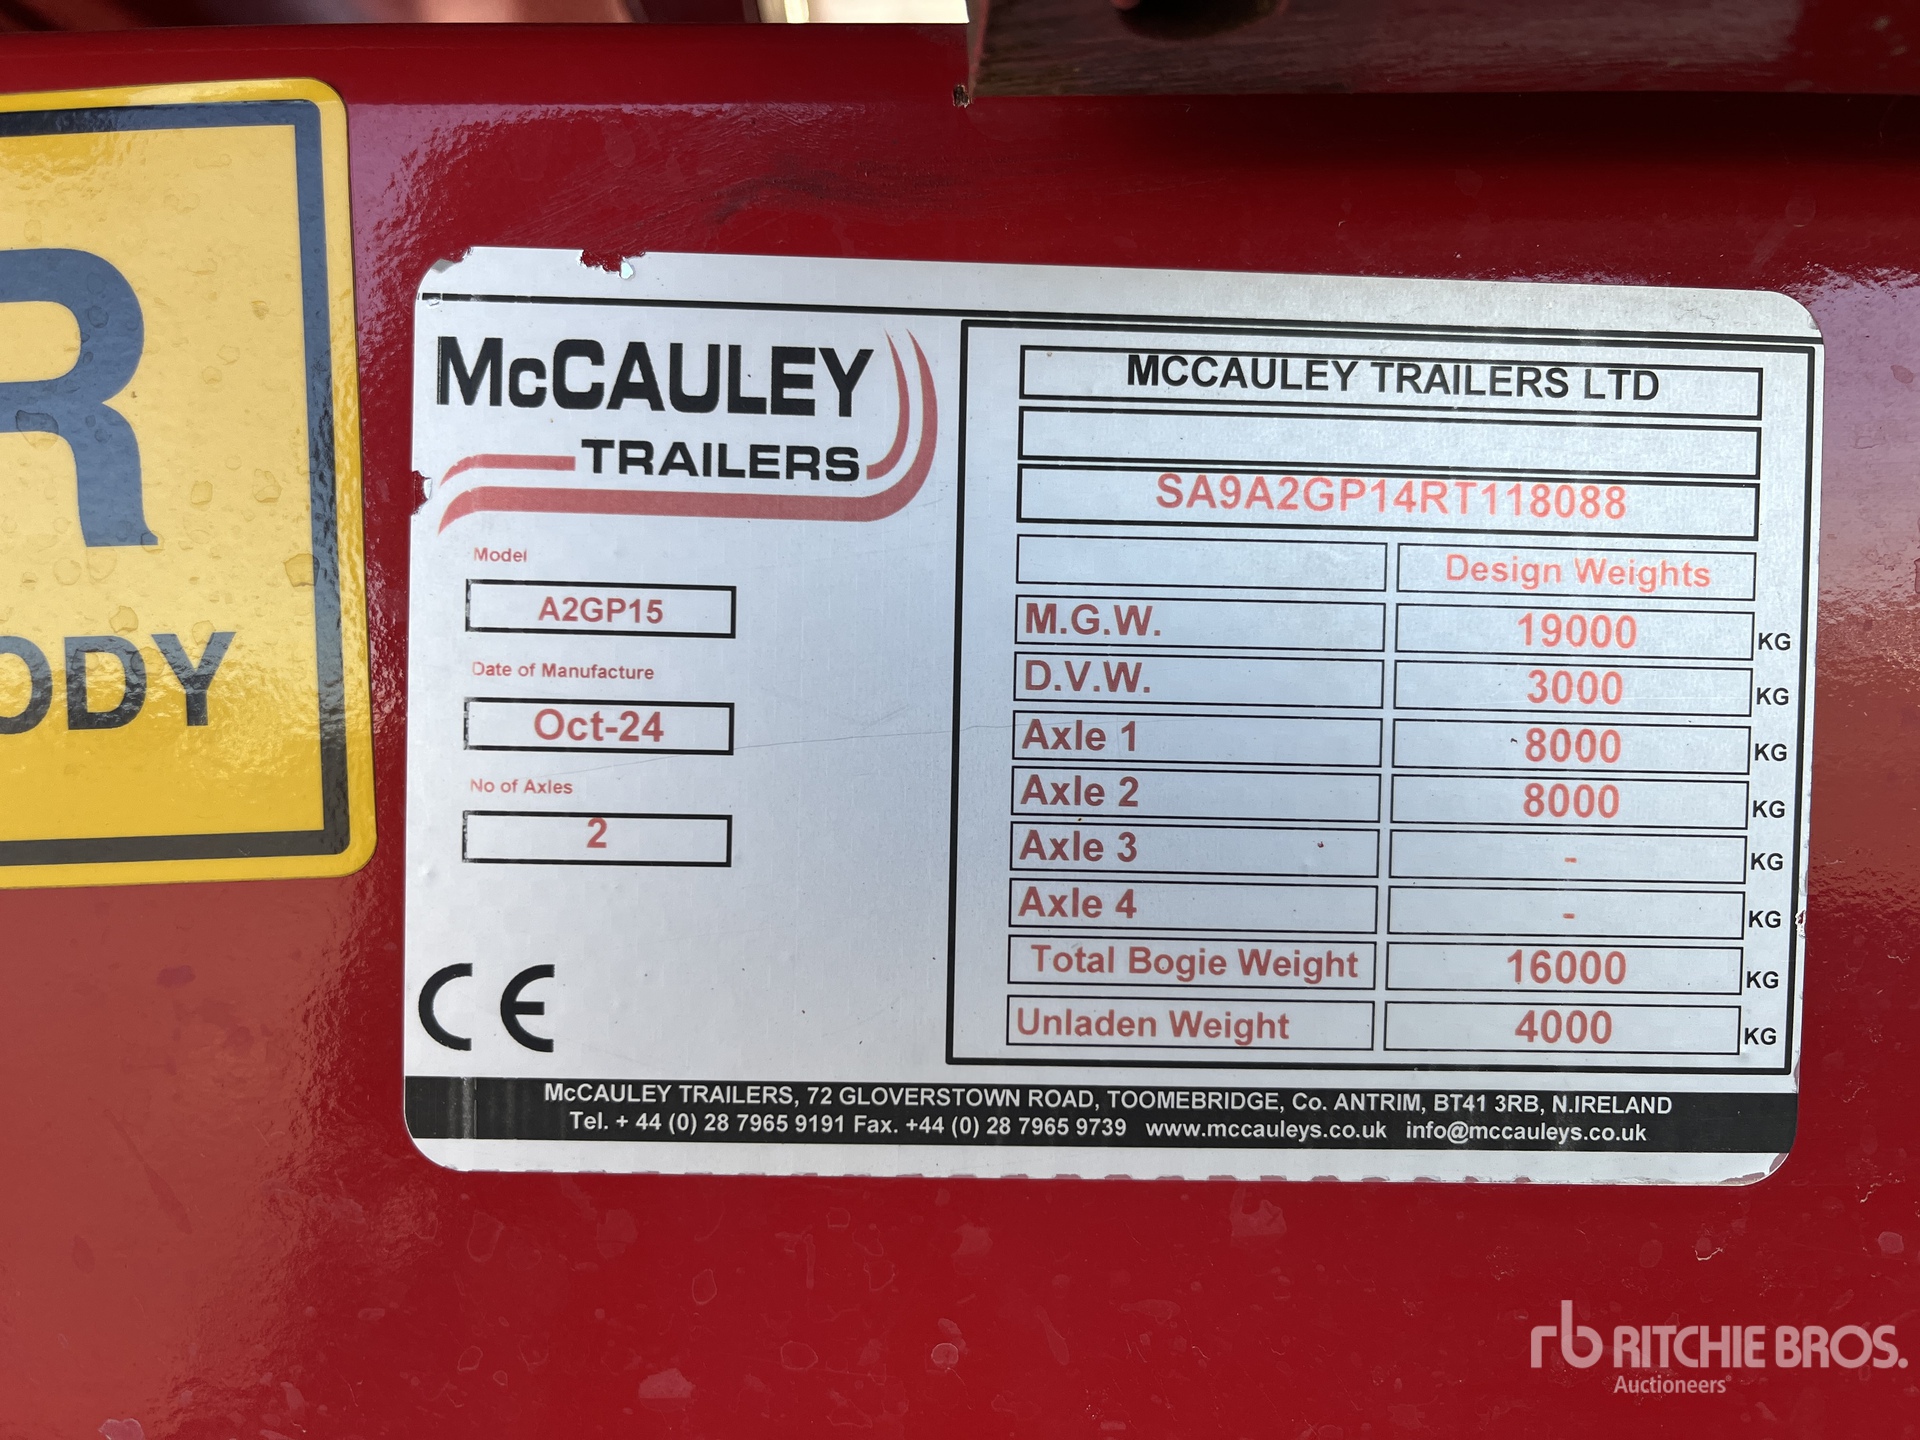 R
ODY
McCAULEY
TRAILERS
Model
A2GP15
Date of Manufacture
Oct-24
No of Axles
2
CE
MCCAULEY TRAILERS LTD
SA9A2GP14RT118088
Design Weights
M.G.W. 19000 KG
D.V.W. 3000 KG
Axle 1 8000 KG
Axle 2 8000 KG
Axle 3 - KG
Axle 4 - KG
Total Bogie Weight 16000 KG
Unladen Weight 4000 KG
McCAULEY TRAILERS, 72 GLOVERSTOWN ROAD, TOOMEBRIDGE, Co. ANTRIM, BT41 3RB, N.IRELAND
Tel. + 44 (0) 28 7965 9191 Fax. +44 (0) 28 7965 9739 www.mccauleys.co.uk info@mccauleys.co.uk
rb RITCHIE BROS.
Auctioneers